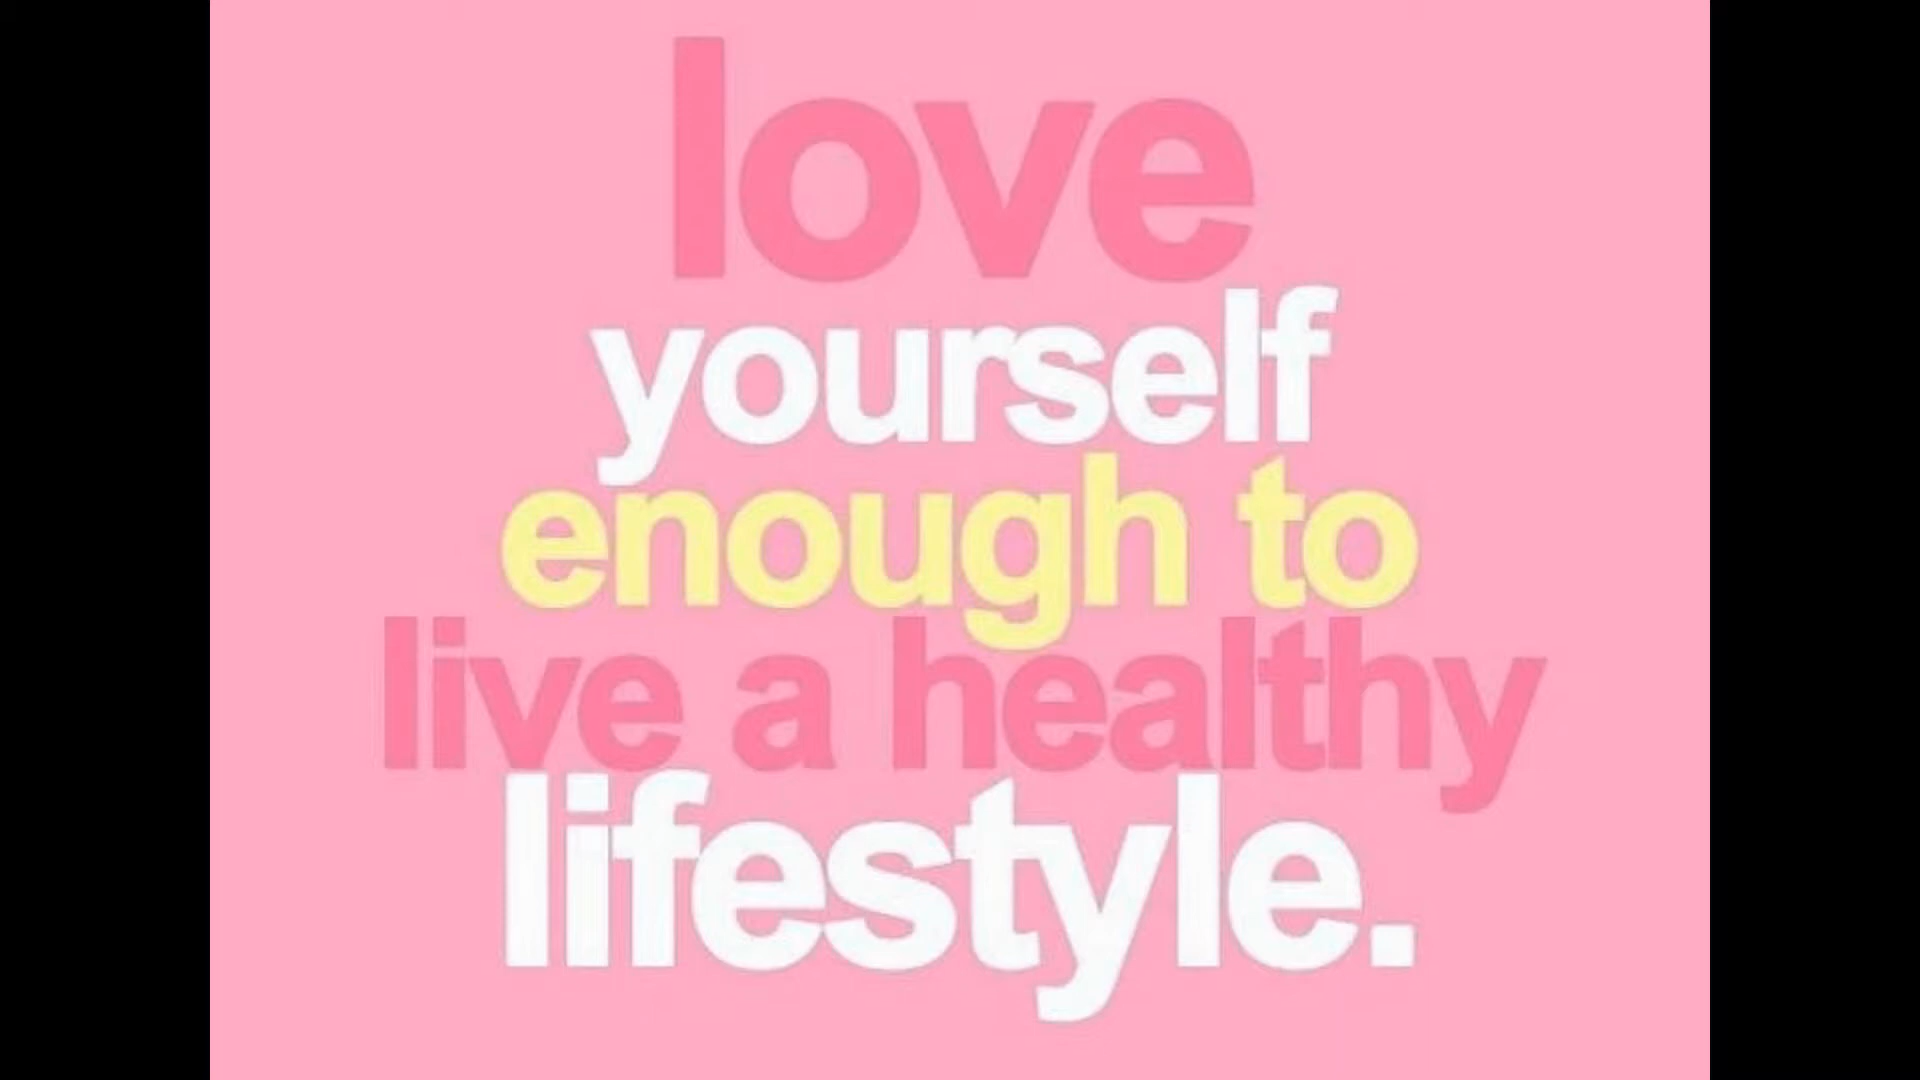 love
yourself
enough to
live a healthy
lifestyle.